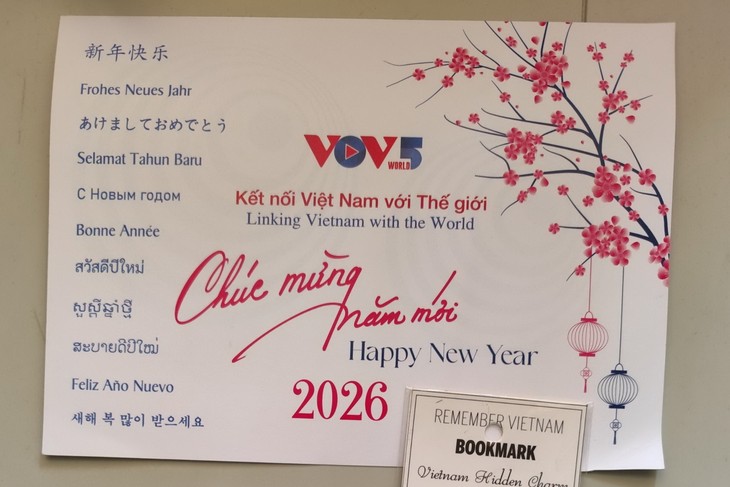 新年快乐
Frohes Neues Jahr
あけましておめでとう
Selamat Tahun Baru
С Новым годом
Bonne Année
สวัสดีปีใหม่
សួស្តីឆ្នាំថ្មី
ສະບາຍດີປີໃໝ່
Feliz Año Nuevo
새해 복 많이 받으세요
VOV5
WORLD
Kết nối Việt Nam với Thế giới
Linking Vietnam with the World
Chúc mừng
năm mới
Happy New Year
2026
REMEMBER VIETNAM
BOOKMARK
Vietnam Hidden Charm